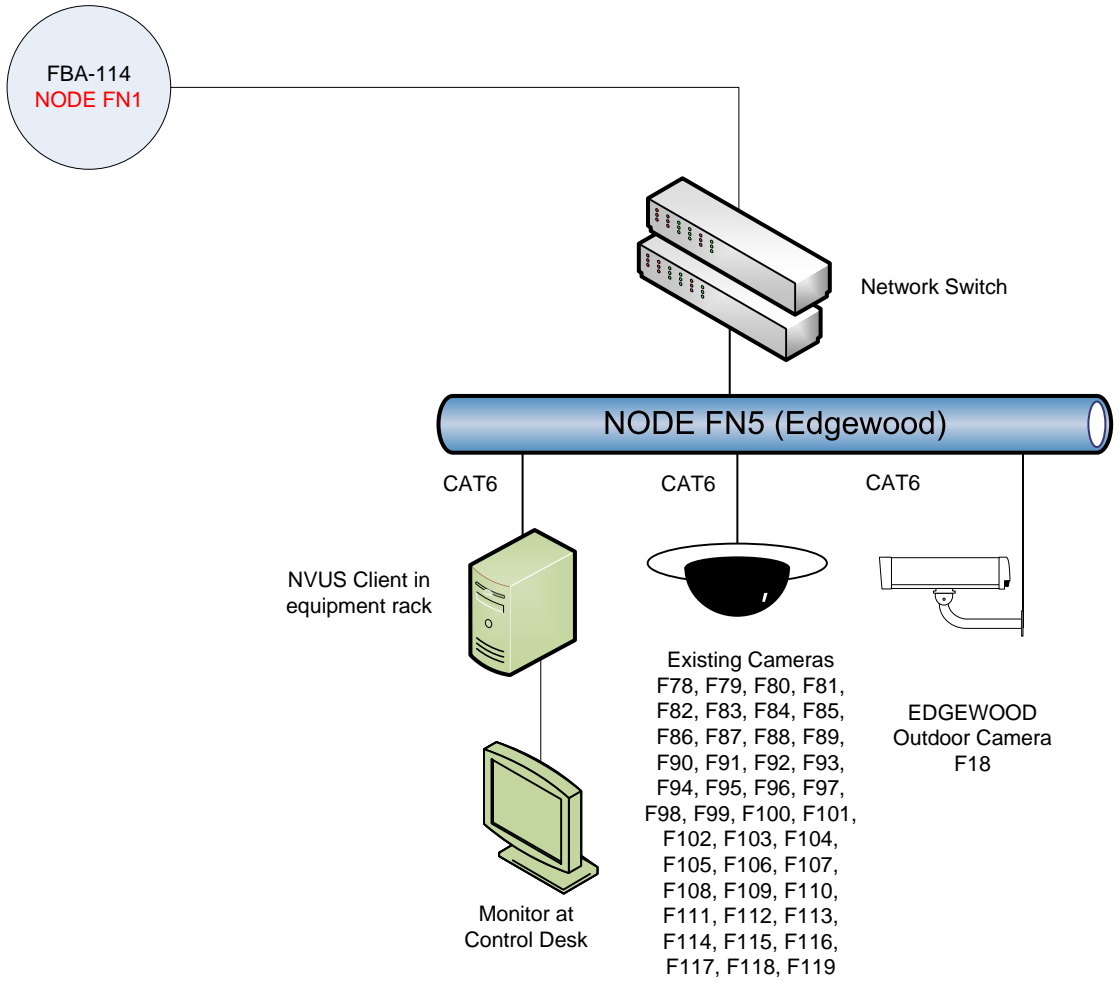 FBA-114
NODE FN1
Network Switch
NODE FN5 (Edgewood)
CAT6
CAT6
CAT6
NVUS Client in
equipment rack
Monitor at
Control Desk
Existing Cameras
F78, F79, F80, F81,
F82, F83, F84, F85,
F86, F87, F88, F89,
F90, F91, F92, F93,
F94, F95, F96, F97,
F98, F99, F100, F101,
F102, F103, F104,
F105, F106, F107,
F108, F109, F110,
F111, F112, F113,
F114, F115, F116,
F117, F118, F119
EDGEWOOD
Outdoor Camera
F18